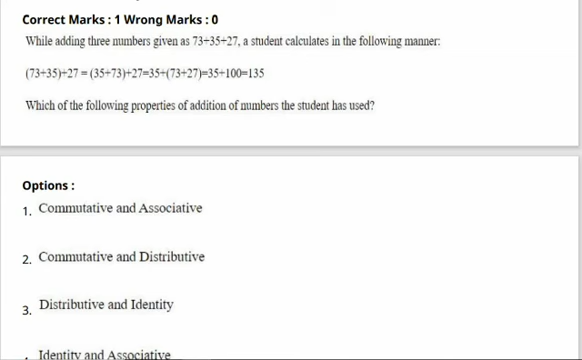 Correct Marks : 1 Wrong Marks : 0
While adding three numbers given as 73+35+27, a student calculates in the following manner:
(73+35)+27 = (35+73)+27=35+(73+27)=35+100=135
Which of the following properties of addition of numbers the student has used?
Options :
1. Commutative and Associative
2. Commutative and Distributive
3. Distributive and Identity
Identity and Associative